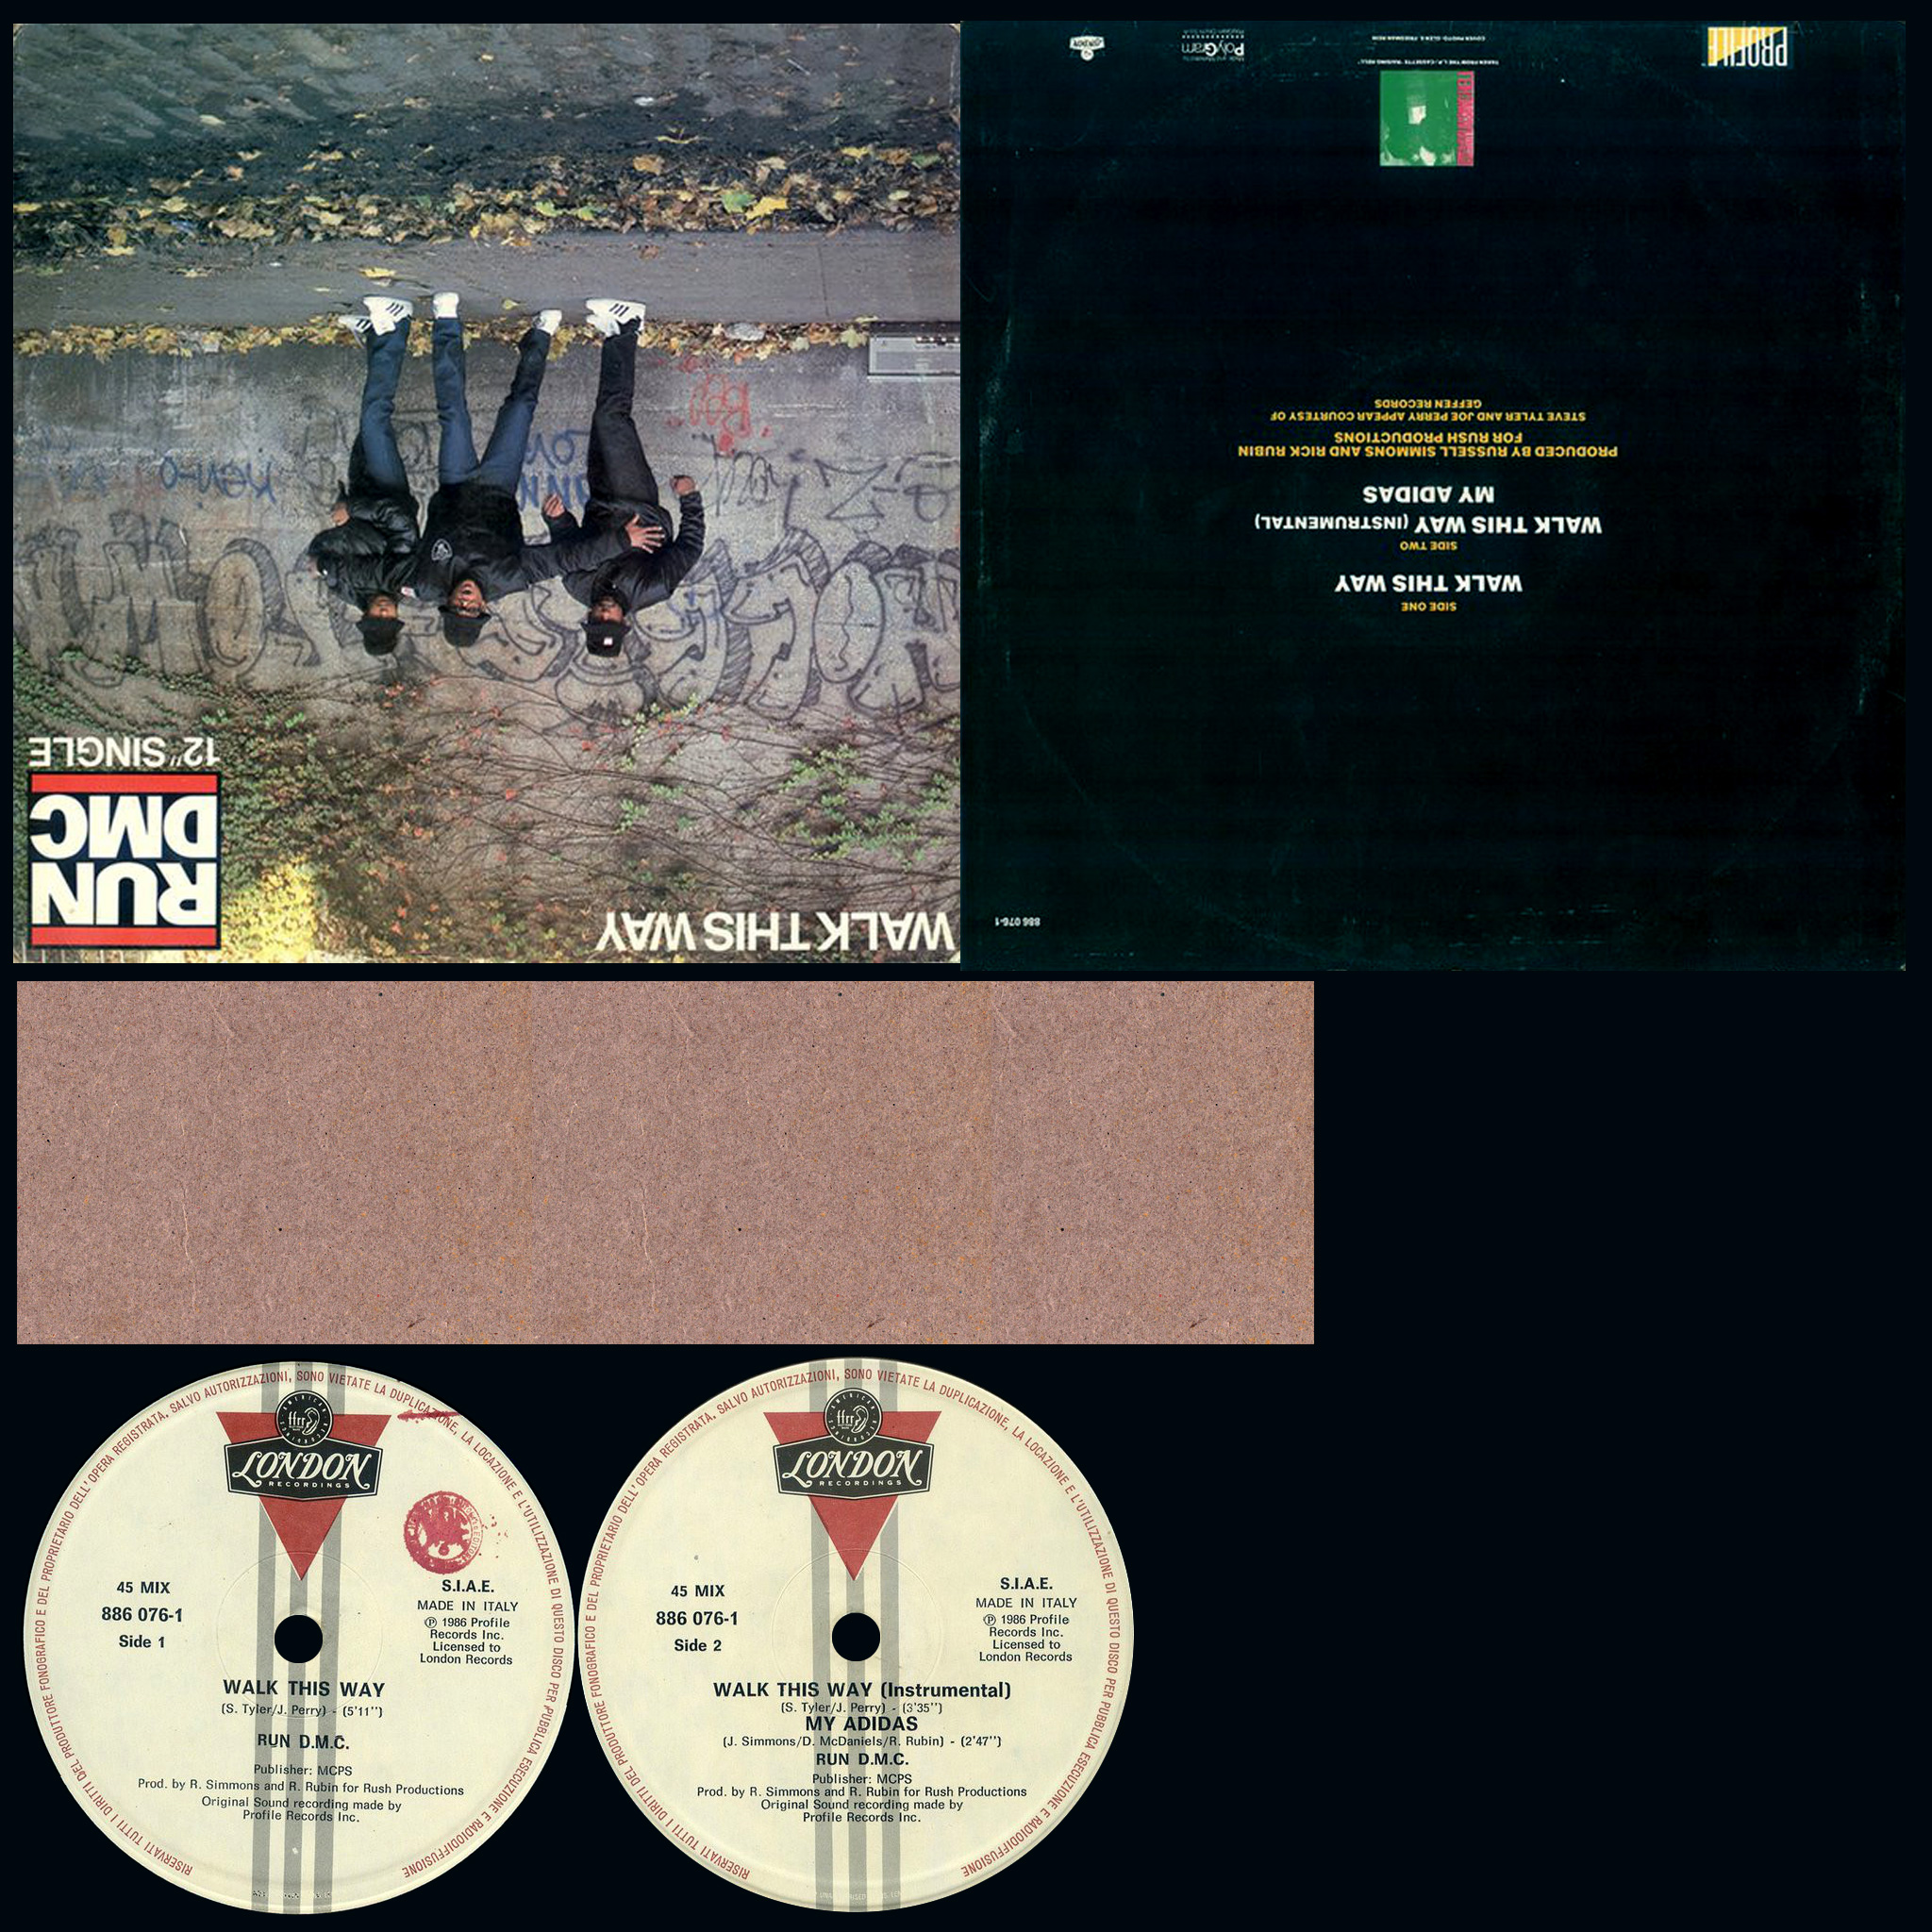 WALK THIS WAY
RUN
DMC
12" SINGLE
886 076-1
SIDE ONE
WALK THIS WAY
SIDE TWO
WALK THIS WAY (INSTRUMENTAL)
MY ADIDAS
PRODUCED BY RUSSELL SIMMONS AND RICK RUBIN
FOR RUSH PRODUCTIONS
STEVE TYLER AND JOE PERRY APPEAR COURTESY OF
GEFFEN RECORDS
TAKEN FROM THE L.P./CASSETTE "RAISING HELL"
PROFILE
PolyGram
LONDON
RISERVATI TUTTI I DIRITTI DEL PRODUTTORE FONOGRAFICO E DEL PROPRIETARIO DELL'OPERA REGISTRATA, SALVO AUTORIZZAZIONI, SONO VIETATE LA DUPLICAZIONE, LA LOCAZIONE E L'UTILIZZAZIONE DI QUESTO DISCO PER PUBBLICA ESECUZIONE E RADIODIFFUSIONE
ffrr
LONDON
RECORDINGS
45 MIX
886 076-1
Side 1
S.I.A.E.
MADE IN ITALY
℗ 1986 Profile
Records Inc.
Licensed to
London Records
WALK THIS WAY
(S. Tyler/J. Perry) - (5'11'')
RUN D.M.C.
Publisher: MCPS
Prod. by R. Simmons and R. Rubin for Rush Productions
Original Sound recording made by
Profile Records Inc.
RISERVATI TUTTI I DIRITTI DEL PRODUTTORE FONOGRAFICO E DEL PROPRIETARIO DELL'OPERA REGISTRATA, SALVO AUTORIZZAZIONI, SONO VIETATE LA DUPLICAZIONE, LA LOCAZIONE E L'UTILIZZAZIONE DI QUESTO DISCO PER PUBBLICA ESECUZIONE E RADIODIFFUSIONE
ffrr
LONDON
RECORDINGS
45 MIX
886 076-1
Side 2
S.I.A.E.
MADE IN ITALY
℗ 1986 Profile
Records Inc.
Licensed to
London Records
WALK THIS WAY (Instrumental)
(S. Tyler/J. Perry) - (3'35'')
MY ADIDAS
(J. Simmons/D. McDaniels/R. Rubin) - (2'47'')
RUN D.M.C.
Publisher: MCPS
Prod. by R. Simmons and R. Rubin for Rush Productions
Original Sound recording made by
Profile Records Inc.